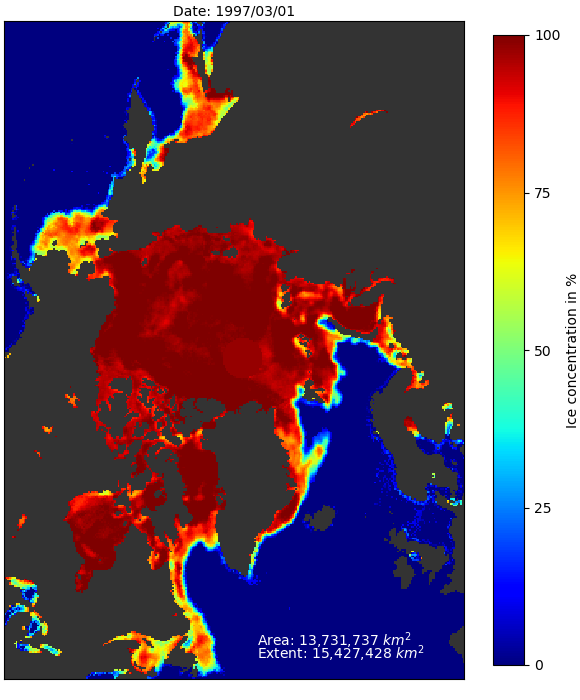 Date: 1997/03/01
100
75
50
25
0
Ice concentration in %
Area: 13,731,737 km²
Extent: 15,427,428 km²